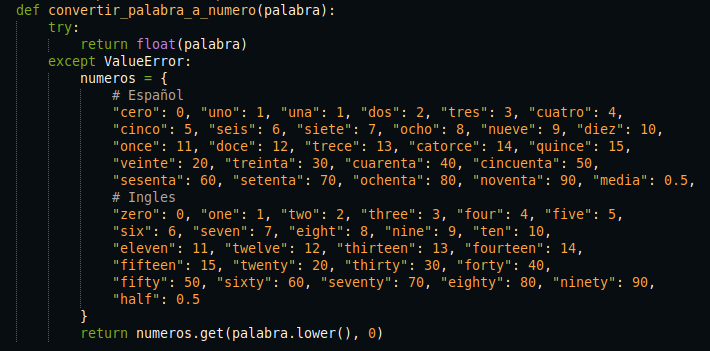 def convertir_palabra_a_numero(palabra):
    try:
        return float(palabra)
    except ValueError:
        numeros = {
            # Español
            "cero": 0, "uno": 1, "una": 1, "dos": 2, "tres": 3, "cuatro": 4,
            "cinco": 5, "seis": 6, "siete": 7, "ocho": 8, "nueve": 9, "diez": 10,
            "once": 11, "doce": 12, "trece": 13, "catorce": 14, "quince": 15,
            "veinte": 20, "treinta": 30, "cuarenta": 40, "cincuenta": 50,
            "sesenta": 60, "setenta": 70, "ochenta": 80, "noventa": 90, "media": 0.5,
            # Ingles
            "zero": 0, "one": 1, "two": 2, "three": 3, "four": 4, "five": 5,
            "six": 6, "seven": 7, "eight": 8, "nine": 9, "ten": 10,
            "eleven": 11, "twelve": 12, "thirteen": 13, "fourteen": 14,
            "fifteen": 15, "twenty": 20, "thirty": 30, "forty": 40,
            "fifty": 50, "sixty": 60, "seventy": 70, "eighty": 80, "ninety": 90,
            "half": 0.5
        }
        return numeros.get(palabra.lower(), 0)